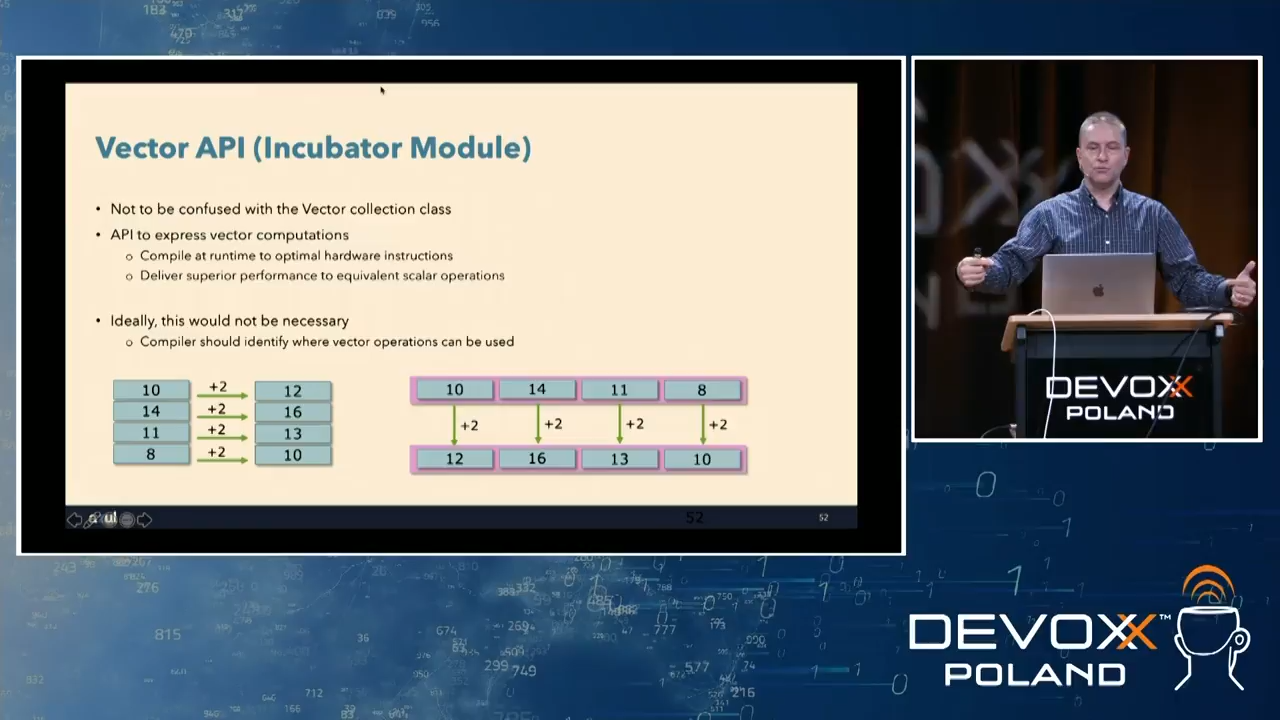 Vector API (Incubator Module)
• Not to be confused with the Vector collection class
• API to express vector computations
o Compile at runtime to optimal hardware instructions
o Deliver superior performance to equivalent scalar operations
• Ideally, this would not be necessary
o Compiler should identify where vector operations can be used
10 +2 12
14 +2 16
11 +2 13
8 +2 10
10 14 11 8
+2 +2 +2 +2
12 16 13 10
52 52
DEVOXX
POLAND
DEVOXX™
POLAND